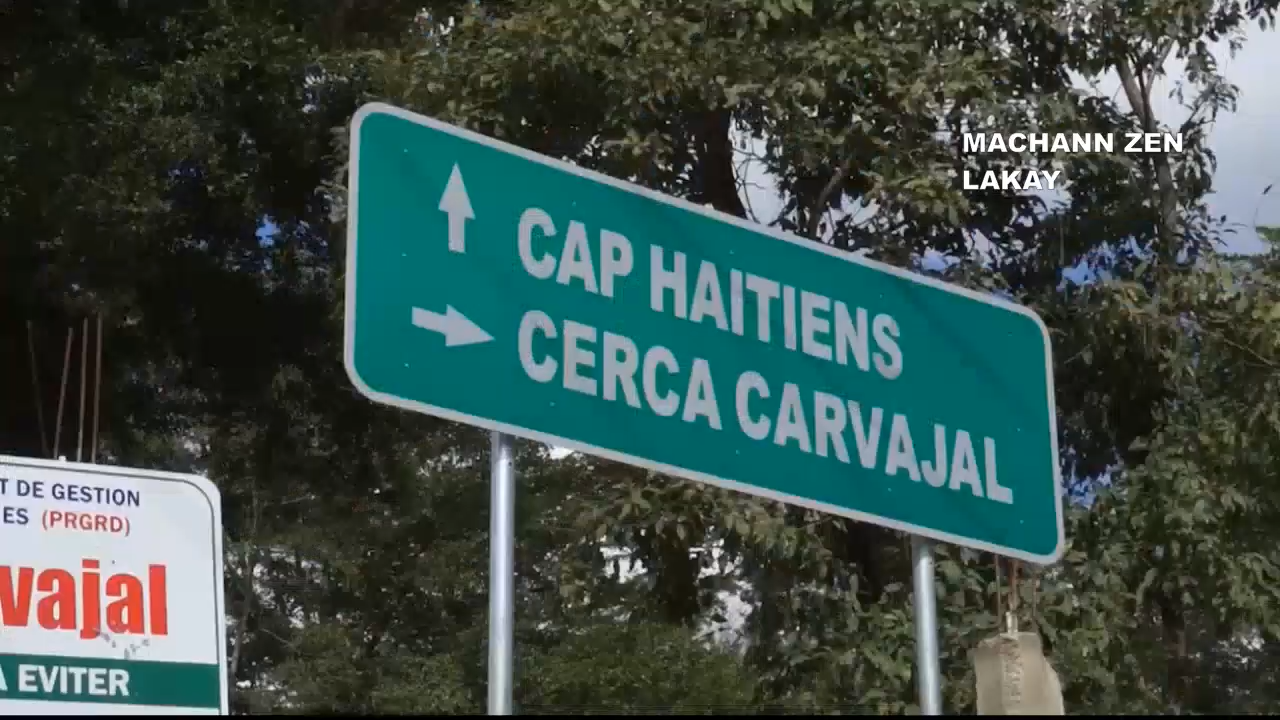 MACHANN ZEN
LAKAY
CAP HAITIENS
CERCA CARVAJAL
T DE GESTION
ES (PRGRD)
vajal
A EVITER